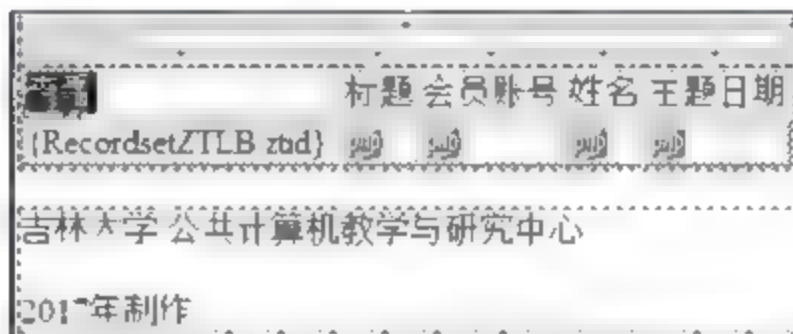 标题 会员账号 姓名 主题日期
{RecordsetZTLB ztid}
吉林大学 公共计算机教学与研究中心
年制作